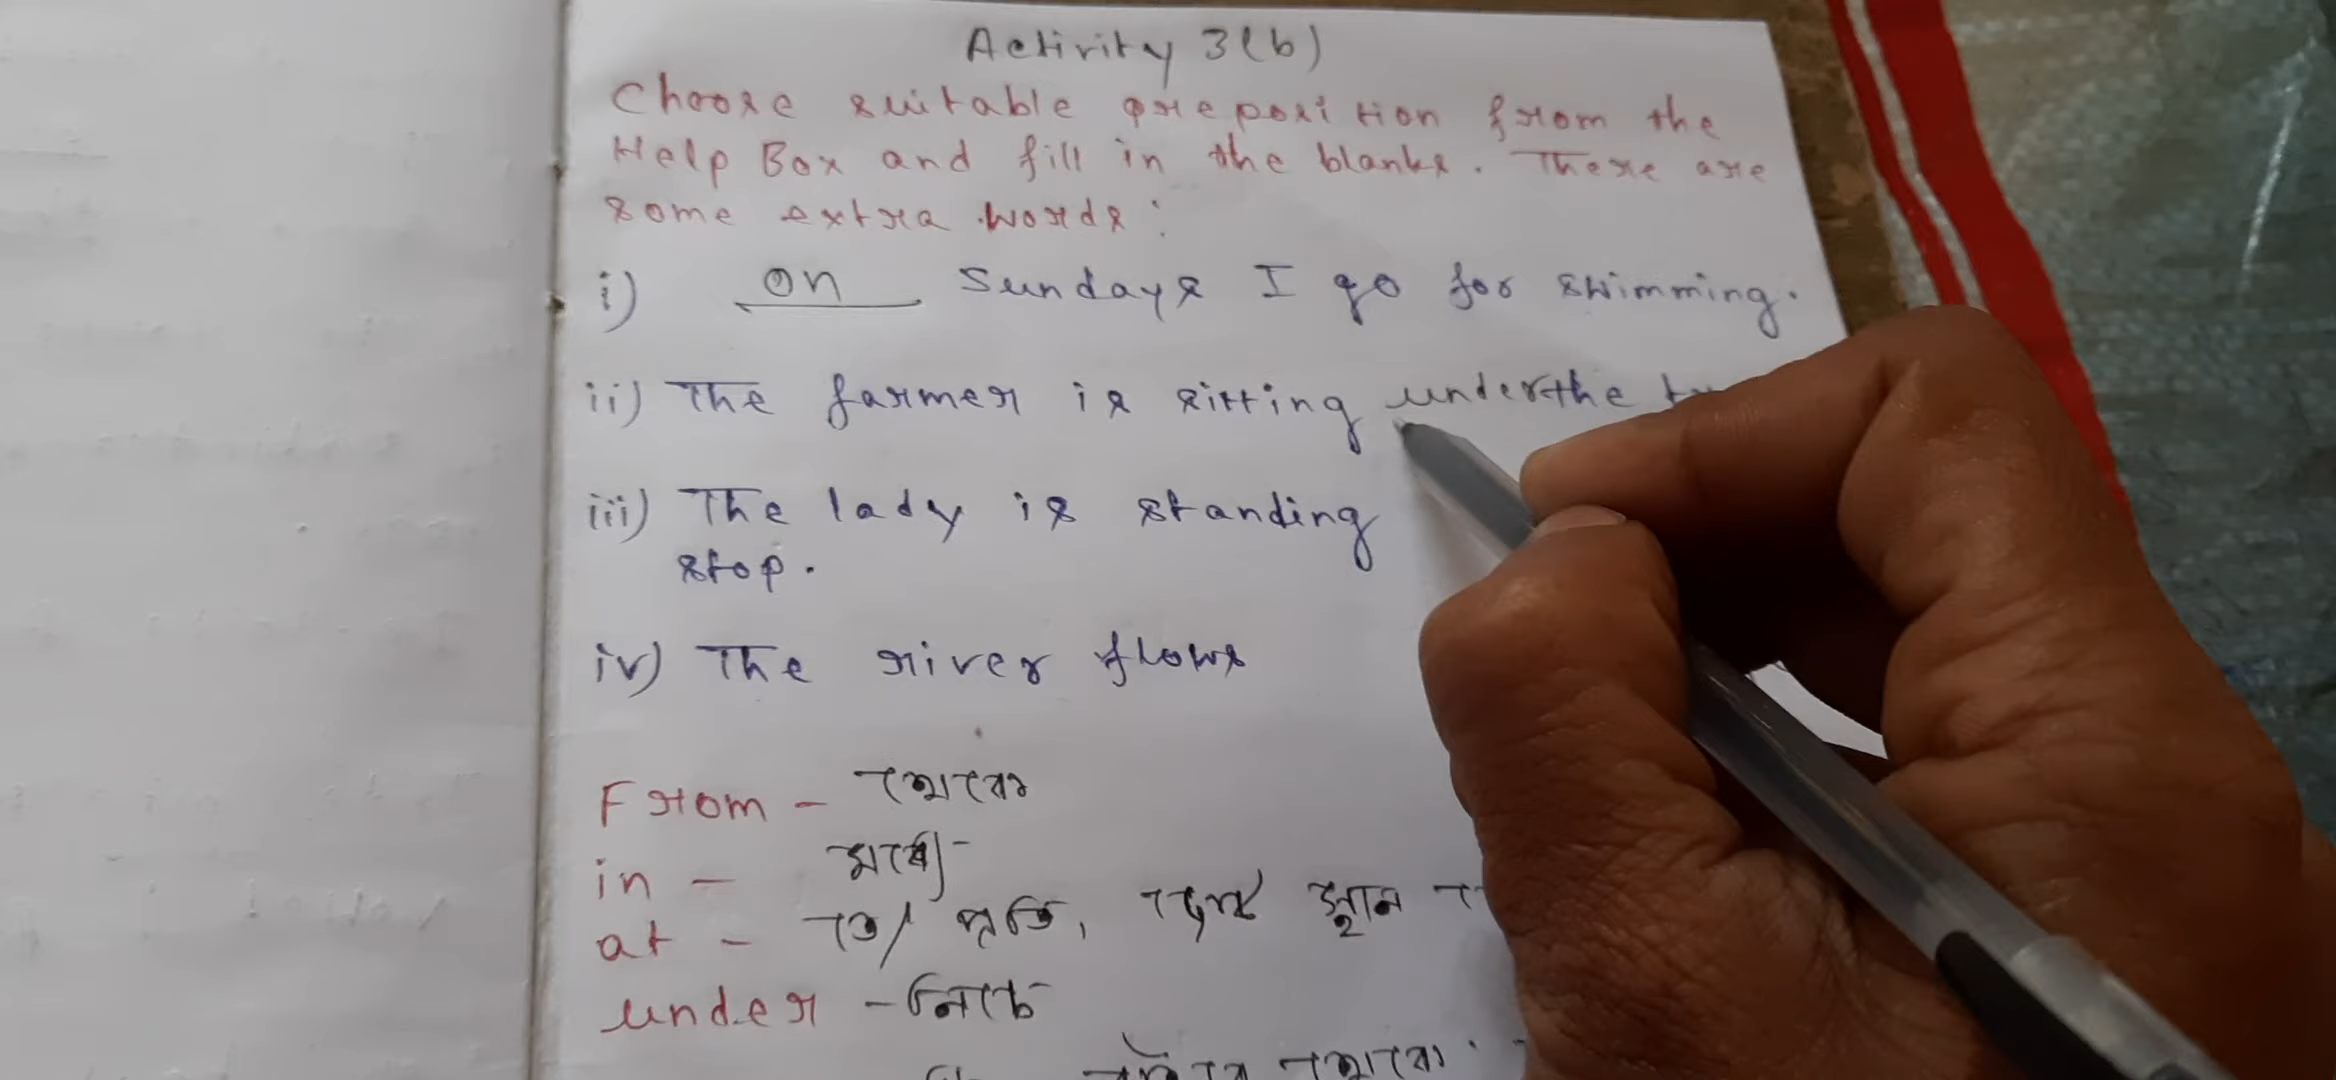 Activity 3(b)
Choose suitable preposition from the
Help Box and fill in the blanks. There are
some extra words:
i) on Sundays I go for swimming.
ii) The farmer is sitting under the
iii) The lady is standing
stop.
iv) The river flows
From - থেকে
in - মধ্যে
at - তে/ প্রতি,
under - নিচে